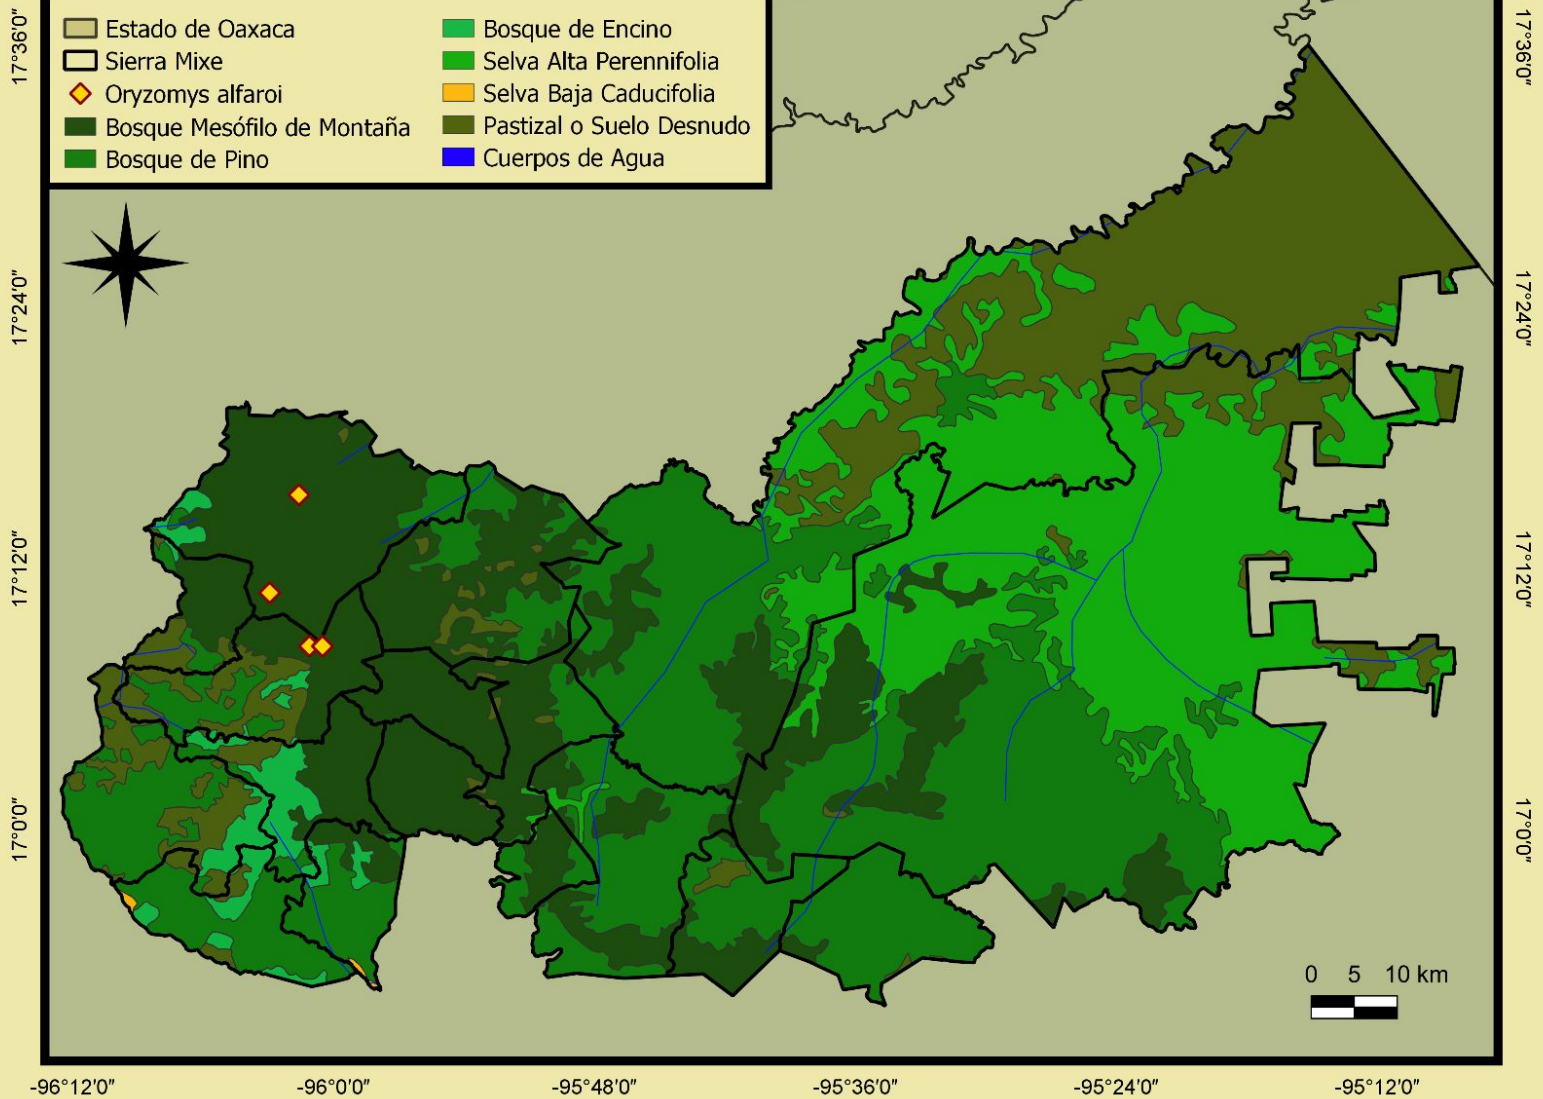 Estado de Oaxaca
Sierra Mixe
Oryzomys alfaroi
Bosque Mesófilo de Montaña
Bosque de Pino
Bosque de Encino
Selva Alta Perennifolia
Selva Baja Caducifolia
Pastizal o Suelo Desnudo
Cuerpos de Agua
17°36'0"
17°24'0"
17°12'0"
17°0'0"
17°36'0"
17°24'0"
17°12'0"
17°0'0"
0 5 10 km
-96°12'0" -96°0'0" -95°48'0" -95°36'0" -95°24'0" -95°12'0"